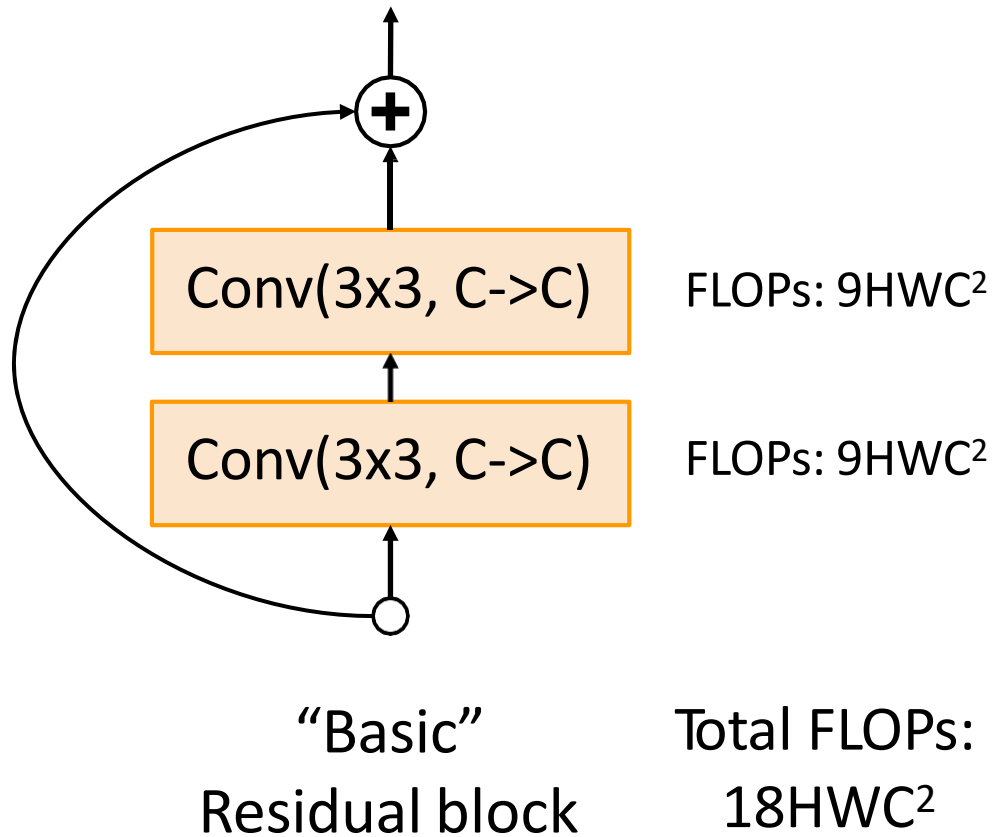 Conv(3x3, C->C)
FLOPs: 9HWC²
Conv(3x3, C->C)
FLOPs: 9HWC²
“Basic”
Residual block
Total FLOPs:
18HWC²